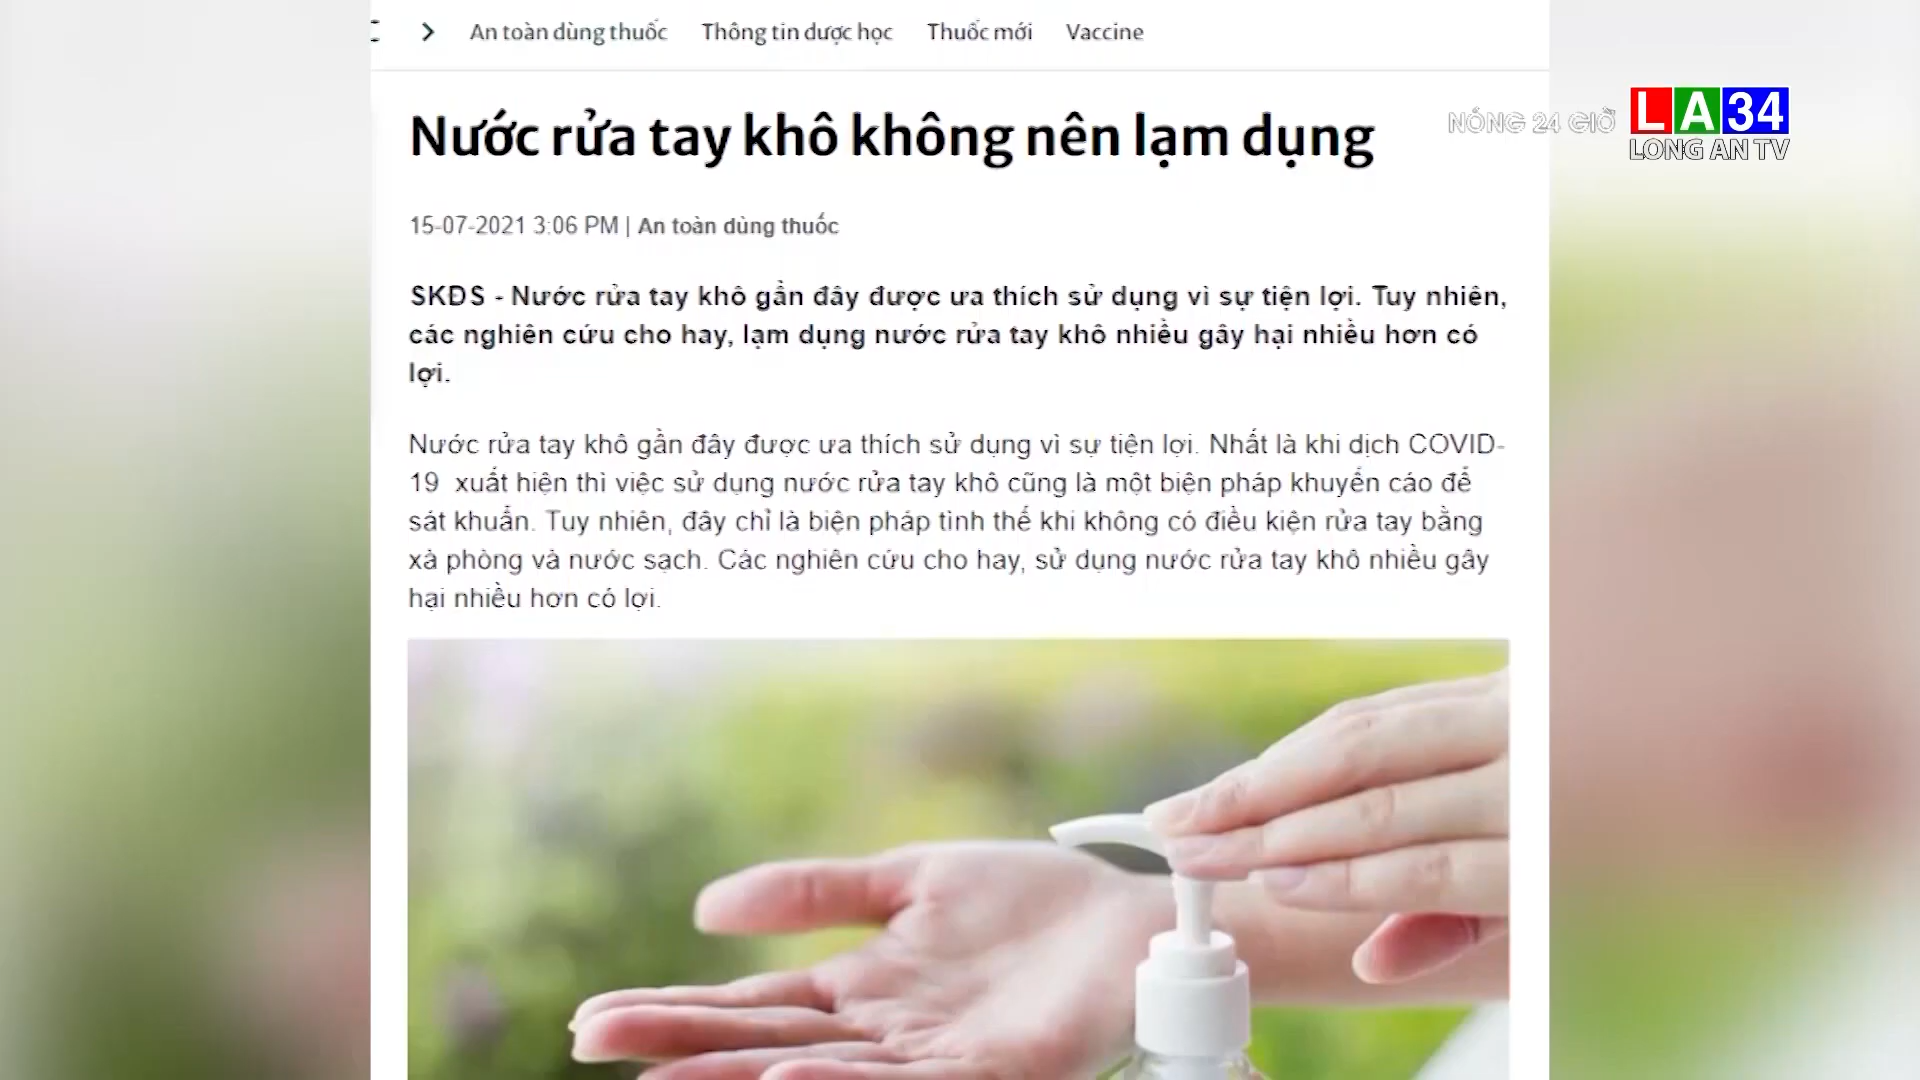 An toàn dùng thuốc Thông tin dược học Thuốc mới Vaccine
Nước rửa tay khô không nên lạm dụng
NÓNG 24 GIỜ
LA34
LONG AN TV
15-07-2021 3:06 PM | An toàn dùng thuốc
SKĐS - Nước rửa tay khô gần đây được ưa thích sử dụng vì sự tiện lợi. Tuy nhiên,
các nghiên cứu cho hay, lạm dụng nước rửa tay khô nhiều gây hại nhiều hơn có
lợi.
Nước rửa tay khô gần đây được ưa thích sử dụng vì sự tiện lợi. Nhất là khi dịch COVID-
19 xuất hiện thì việc sử dụng nước rửa tay khô cũng là một biện pháp khuyến cáo để
sát khuẩn. Tuy nhiên, đây chỉ là biện pháp tình thế khi không có điều kiện rửa tay bằng
xà phòng và nước sạch. Các nghiên cứu cho hay, sử dụng nước rửa tay khô nhiều gây
hại nhiều hơn có lợi.